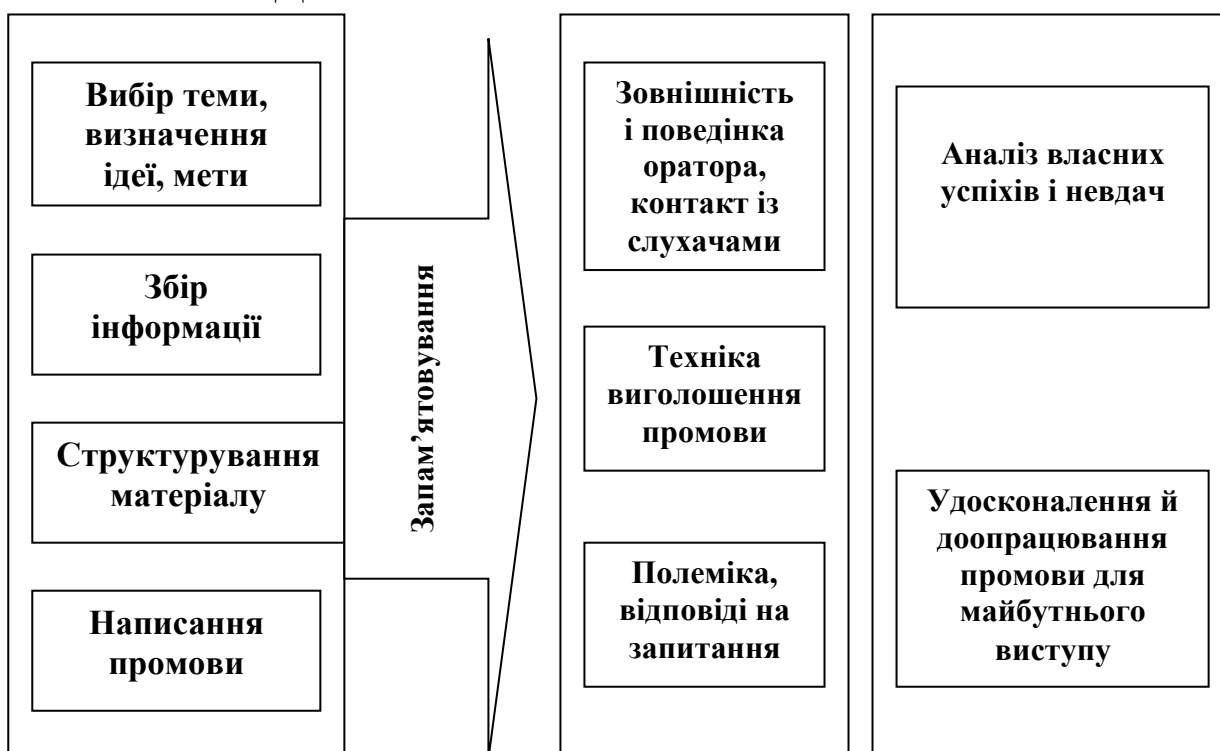 Вибір теми,
визначення
ідеї, мети
Збір
інформації
Структурування
матеріалу
Написання
промови
Запам’ятовування
Зовнішність
і поведінка
оратора,
контакт із
слухачами
Техніка
виголошення
промови
Полеміка,
відповіді на
запитання
Аналіз власних
успіхів і невдач
Удосконалення й
доопрацювання
промови для
майбутнього
виступу